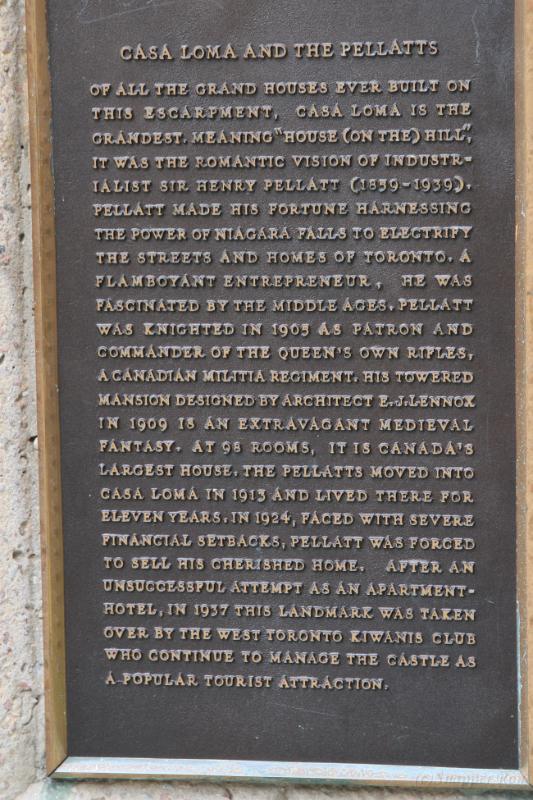 CASA LOMA AND THE PELLATTS
OF ALL THE GRAND HOUSES EVER BUILT ON
THIS ESCARPMENT, CASA LOMA IS THE
GRANDEST. MEANING "HOUSE (ON THE) HILL",
IT WAS THE ROMANTIC VISION OF INDUSTR-
IALIST SIR HENRY PELLATT (1859-1939).
PELLATT MADE HIS FORTUNE HARNESSING
THE POWER OF NIAGARA FALLS TO ELECTRIFY
THE STREETS AND HOMES OF TORONTO. A
FLAMBOYANT ENTREPRENEUR, HE WAS
FASCINATED BY THE MIDDLE AGES. PELLATT
WAS KNIGHTED IN 1905 AS PATRON AND
COMMANDER OF THE QUEEN'S OWN RIFLES,
A CANADIAN MILITIA REGIMENT. HIS TOWERED
MANSION DESIGNED BY ARCHITECT E.J.LENNOX
IN 1909 IS AN EXTRAVAGANT MEDIEVAL
FANTASY. AT 98 ROOMS, IT IS CANADA'S
LARGEST HOUSE. THE PELLATTS MOVED INTO
CASA LOMA IN 1913 AND LIVED THERE FOR
ELEVEN YEARS. IN 1924, FACED WITH SEVERE
FINANCIAL SETBACKS, PELLATT WAS FORCED
TO SELL HIS CHERISHED HOME. AFTER AN
UNSUCCESSFUL ATTEMPT AS AN APARTMENT-
HOTEL, IN 1937 THIS LANDMARK WAS TAKEN
OVER BY THE WEST TORONTO KIWANIS CLUB
WHO CONTINUE TO MANAGE THE CASTLE AS
A POPULAR TOURIST ATTRACTION.